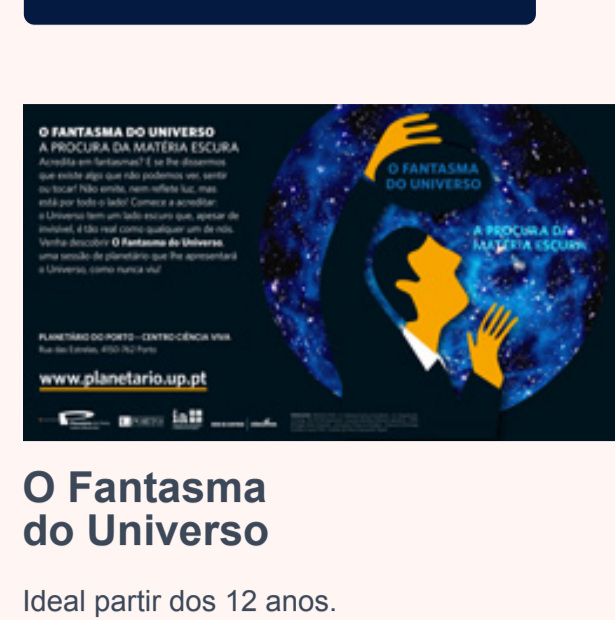 O FANTASMA DO UNIVERSO
A PROCURA DA MATÉRIA ESCURA
Acredita em fantasmas? E se lhe dissermos
que existe algo que não podemos ver, sentir
ou tocar? Não emite, nem reflete luz, mas
está por todo o lado! Comece a acreditar:
o Universo tem um lado escuro que, apesar de
invisível, é tão real como qualquer um de nós.
Venha descobrir O Fantasma do Universo,
uma sessão de planetário que lhe apresentará
o Universo, como nunca viu!
PLANETÁRIO DO PORTO – CENTRO CIÊNCIA VIVA
Rua das Estrelas, 4150-762 Porto
www.planetario.up.pt
O FANTASMA
DO UNIVERSO
A PROCURA DA
MATÉRIA ESCURA
O Fantasma
do Universo
Ideal partir dos 12 anos.